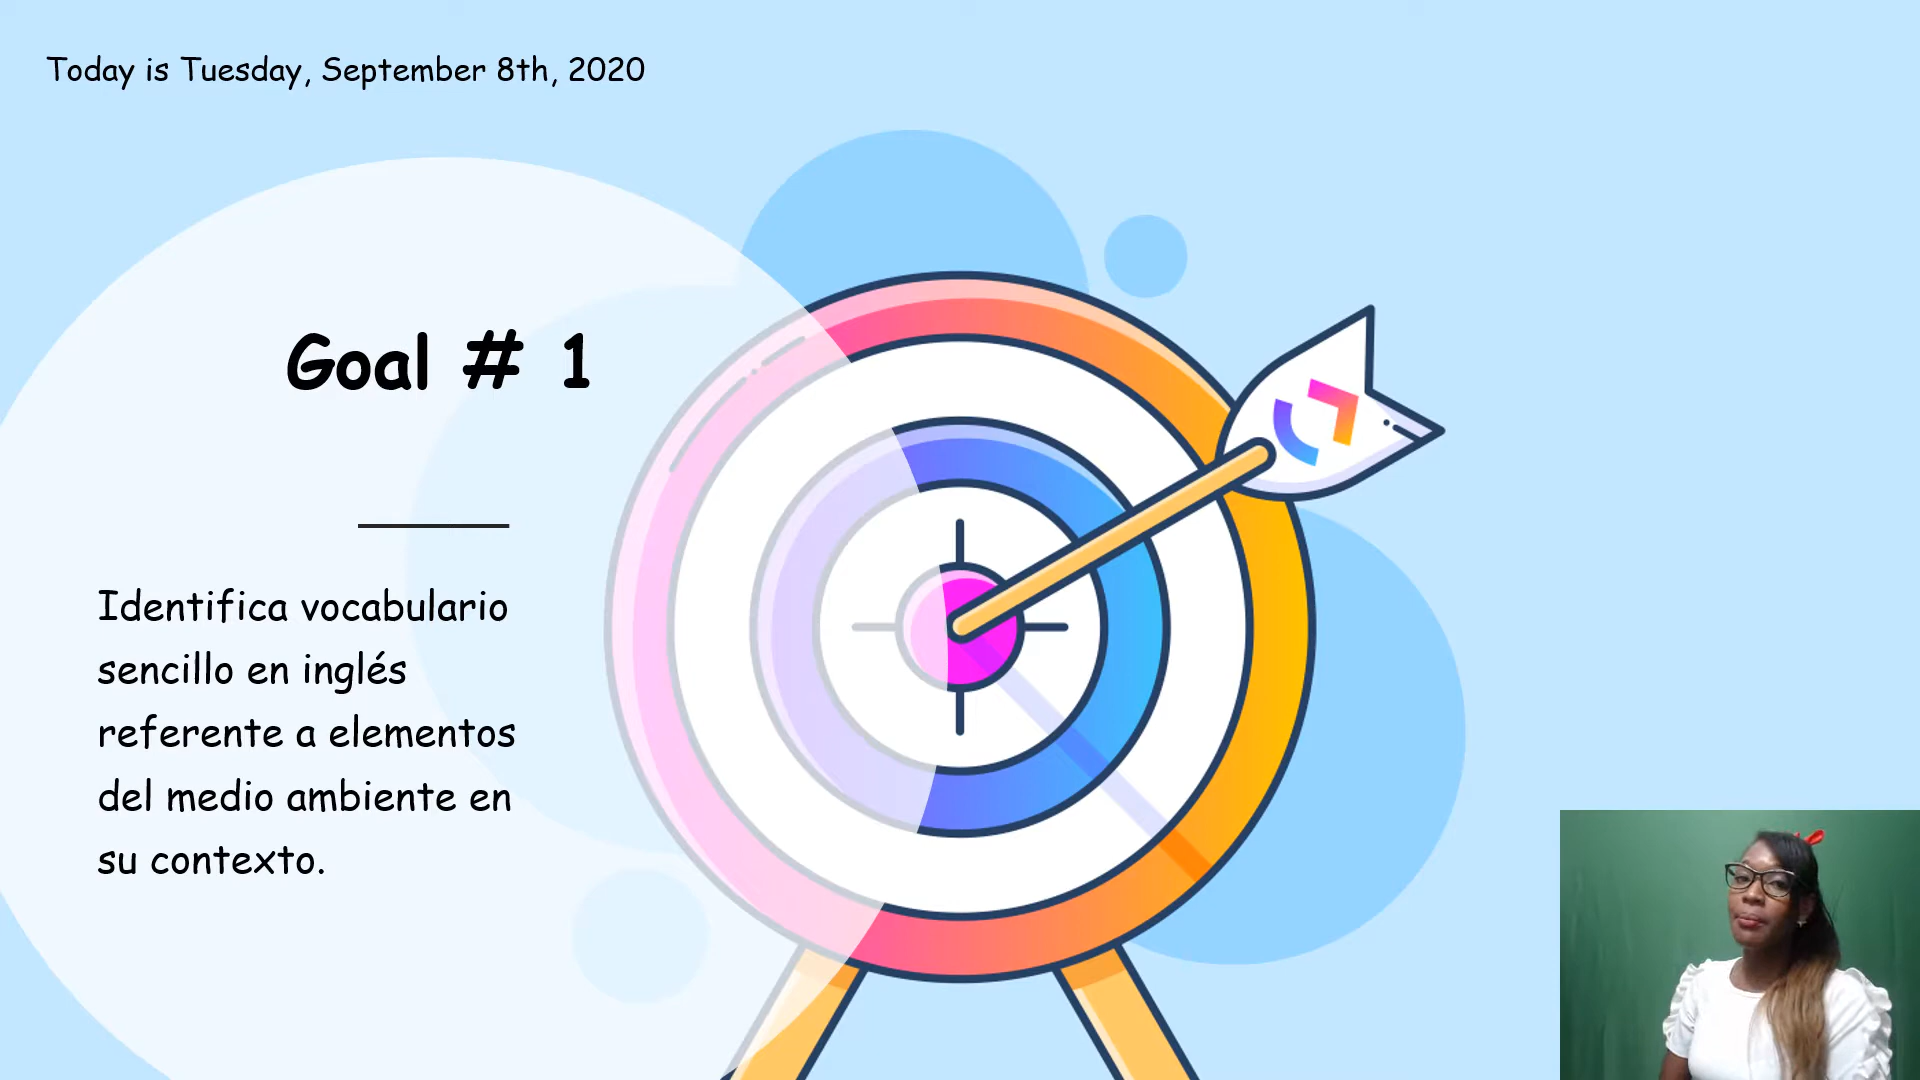 Today is Tuesday, September 8th, 2020
Goal # 1
Identifica vocabulario
sencillo en inglés
referente a elementos
del medio ambiente en
su contexto.